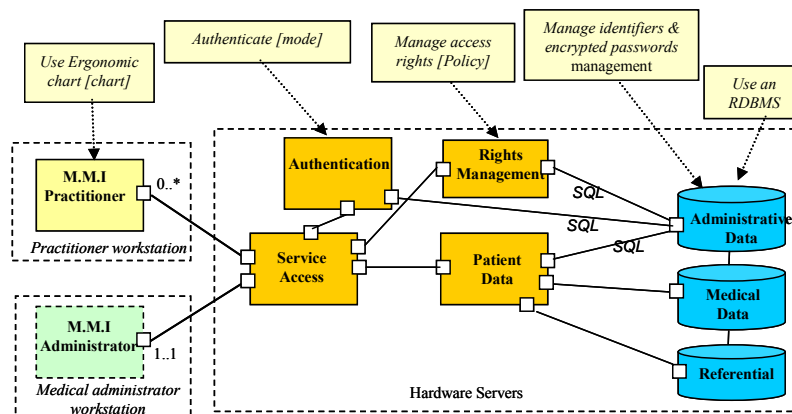 Use Ergonomic
chart [chart]
Authenticate [mode]
Manage access
rights [Policy]
Manage identifiers &
encrypted passwords
management
Use an
RDBMS
M.M.I
Practitioner
0..*
Practitioner workstation
Authentication
Rights
Management
SQL
SQL
SQL
Administrative
Data
Service
Access
Patient
Data
Medical
Data
M.M.I
Administrator
1..1
Medical administrator
workstation
Referential
Hardware Servers